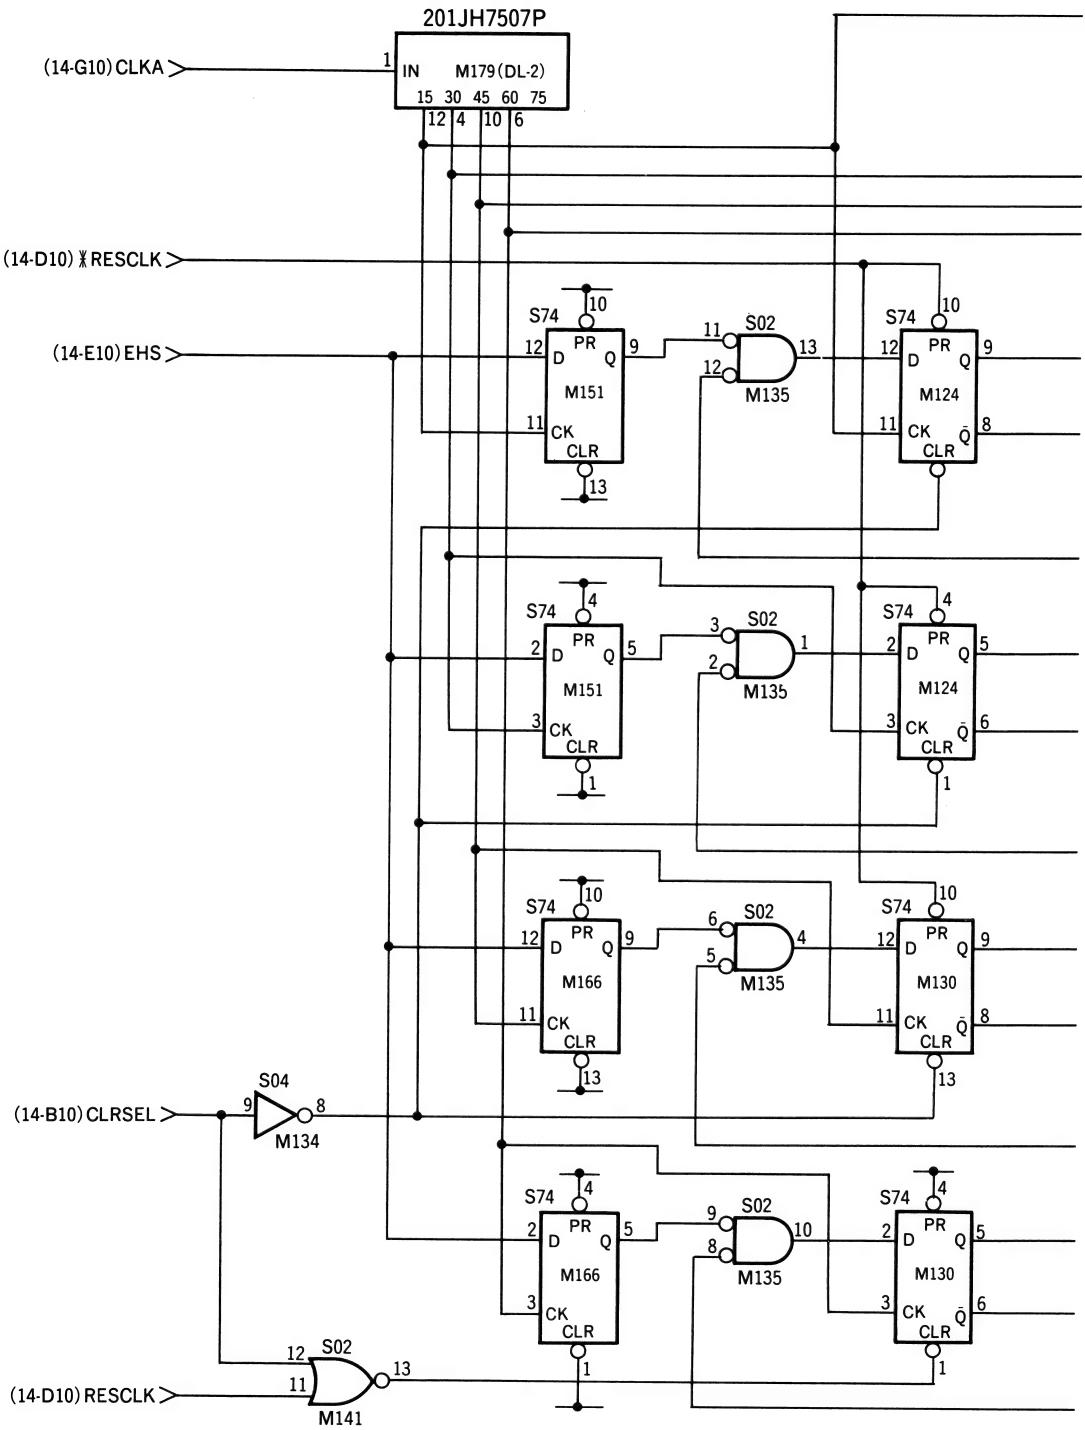 201JH7507P
(14-G10) CLKA
1
IN M179 (DL-2)
15 30 45 60 75
12 4 10 6
(14-D10) ※RESCLK
10
S74
PR
12 D Q 9
M151
11 CK
CLR
13
11 S02
12
13
M135
10
S74
PR
12 D Q 9
M124
11 CK Q̄ 8
CLR
(14-E10) EHS
4
S74
PR
2 D Q 5
M151
3 CK
CLR
1
3 S02
2
1
M135
4
S74
PR
2 D Q 5
M124
3 CK Q̄ 6
CLR
1
10
S74
PR
12 D Q 9
M166
11 CK
CLR
13
6 S02
5
4
M135
10
S74
PR
12 D Q 9
M130
11 CK Q̄ 8
CLR
13
S04
(14-B10) CLRSEL
9 8
M134
4
S74
PR
2 D Q 5
M166
3 CK
CLR
1
9 S02
8
10
M135
4
S74
PR
2 D Q 5
M130
3 CK Q̄ 6
CLR
1
S02
12
11
13
M141
(14-D10) RESCLK